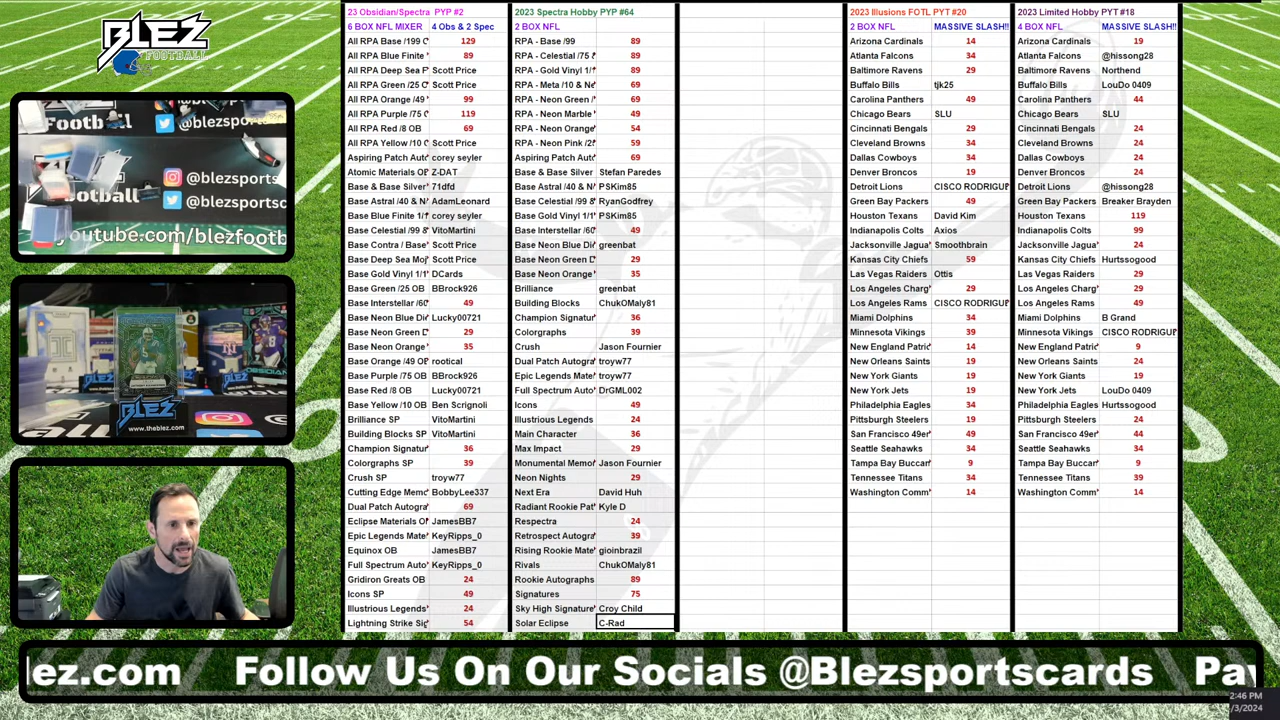 BLEZ
FOOTBALL
Football
@blezsports
@blezsports
otball
@blezsports
youtube.com/blezfootb
BLEZ
www.theblez.com
23 Obsidian/Spectra PYP #2
6 BOX NFL MIXER 4 Obs & 2 Spec
All RPA Base /199 129
All RPA Blue Finite 89
All RPA Deep Sea Scott Price
All RPA Green /25 Scott Price
All RPA Orange /49 99
All RPA Purple /75 119
All RPA Red /8 OB 69
All RPA Yellow /10 Scott Price
Aspiring Patch Aut corey seyler
Atomic Materials OB Z-DAT
Base & Base Silver 71dfd
Base Astral /40 & N AdamLeonard
Base Blue Finite 1/ corey seyler
Base Celestial /99 & VitoMartini
Base Contra / Base Scott Price
Base Deep Sea Moj Scott Price
Base Gold Vinyl 1/1 DCards
Base Green /25 OB BBrock926
Base Interstellar /60 49
Base Neon Blue Di Lucky00721
Base Neon Green D 29
Base Neon Orange 35
Base Orange /49 OB rootical
Base Purple /75 OB BBrock926
Base Red /8 OB Lucky00721
Base Yellow /10 OB Ben Scrignoli
Brilliance SP VitoMartini
Building Blocks SP VitoMartini
Champion Signatur 36
Colorgraphs SP 39
Crush SP troyw77
Cutting Edge Memo BobbyLee337
Dual Patch Autogra 69
Eclipse Materials OB JamesBB7
Epic Legends Mate KeyRipps_0
Equinox OB JamesBB7
Full Spectrum Auto KeyRipps_0
Gridiron Greats OB 24
Icons SP 49
Illustrious Legends 24
Lightning Strike Sig 54
2023 Spectra Hobby PYP #64
2 BOX NFL
RPA - Base /99 89
RPA - Celestial /75 & 89
RPA - Gold Vinyl 1/ 89
RPA - Meta /10 & Ne 69
RPA - Neon Green / 69
RPA - Neon Marble 49
RPA - Neon Orange 54
RPA - Neon Pink /2 59
Aspiring Patch Auto 69
Base & Base Silver Stefan Paredes
Base Astral /40 & N PSKim85
Base Celestial /99 & RyanGodfrey
Base Gold Vinyl 1/1 PSKim85
Base Interstellar /60 49
Base Neon Blue Di greenbat
Base Neon Green D 29
Base Neon Orange 35
Brilliance greenbat
Building Blocks ChukOMaly81
Champion Signatur 36
Colorgraphs 39
Crush Jason Fournier
Dual Patch Autogra troyw77
Epic Legends Mate troyw77
Full Spectrum Auto DrGML002
Icons 49
Illustrious Legends 24
Main Character 36
Max Impact 29
Monumental Memo Jason Fournier
Neon Nights 29
Next Era David Huh
Radiant Rookie Pat Kyle D
Respectra 24
Retrospect Autogra 39
Rising Rookie Mate gioinbrazil
Rivals ChukOMaly81
Rookie Autographs 89
Signatures 75
Sky High Signature Croy Child
Solar Eclipse C-Rad
2023 Illusions FOTL PYT #20
2 BOX NFL MASSIVE SLASH!!
Arizona Cardinals 14
Atlanta Falcons 34
Baltimore Ravens 29
Buffalo Bills tjk25
Carolina Panthers 49
Chicago Bears SLU
Cincinnati Bengals 29
Cleveland Browns 34
Dallas Cowboys 34
Denver Broncos 19
Detroit Lions CISCO RODRIGU
Green Bay Packers 49
Houston Texans David Kim
Indianapolis Colts Axios
Jacksonville Jagua Smoothbrain
Kansas City Chiefs 59
Las Vegas Raiders Ottis
Los Angeles Charg 29
Los Angeles Rams CISCO RODRIGU
Miami Dolphins 34
Minnesota Vikings 39
New England Patric 14
New Orleans Saints 19
New York Giants 19
New York Jets 19
Philadelphia Eagles 34
Pittsburgh Steelers 19
San Francisco 49er 49
Seattle Seahawks 34
Tampa Bay Buccan 9
Tennessee Titans 34
Washington Comm 14
2023 Limited Hobby PYT #18
4 BOX NFL MASSIVE SLASH!!
Arizona Cardinals 19
Atlanta Falcons @hissong28
Baltimore Ravens Northend
Buffalo Bills LouDo 0409
Carolina Panthers 44
Chicago Bears SLU
Cincinnati Bengals 24
Cleveland Browns 24
Dallas Cowboys 24
Denver Broncos 24
Detroit Lions @hissong28
Green Bay Packers Breaker Brayden
Houston Texans 119
Indianapolis Colts 99
Jacksonville Jagua 24
Kansas City Chiefs Hurtssogood
Las Vegas Raiders 29
Los Angeles Charg 29
Los Angeles Rams 49
Miami Dolphins B Grand
Minnesota Vikings CISCO RODRIGU
New England Patric 9
New Orleans Saints 24
New York Giants 19
New York Jets LouDo 0409
Philadelphia Eagles Hurtssogood
Pittsburgh Steelers 24
San Francisco 49er 44
Seattle Seahawks 34
Tampa Bay Buccan 9
Tennessee Titans 39
Washington Comm 14
lez.com Follow Us On Our Socials @Blezsportscards Pa
2:46 PM
/3/2024